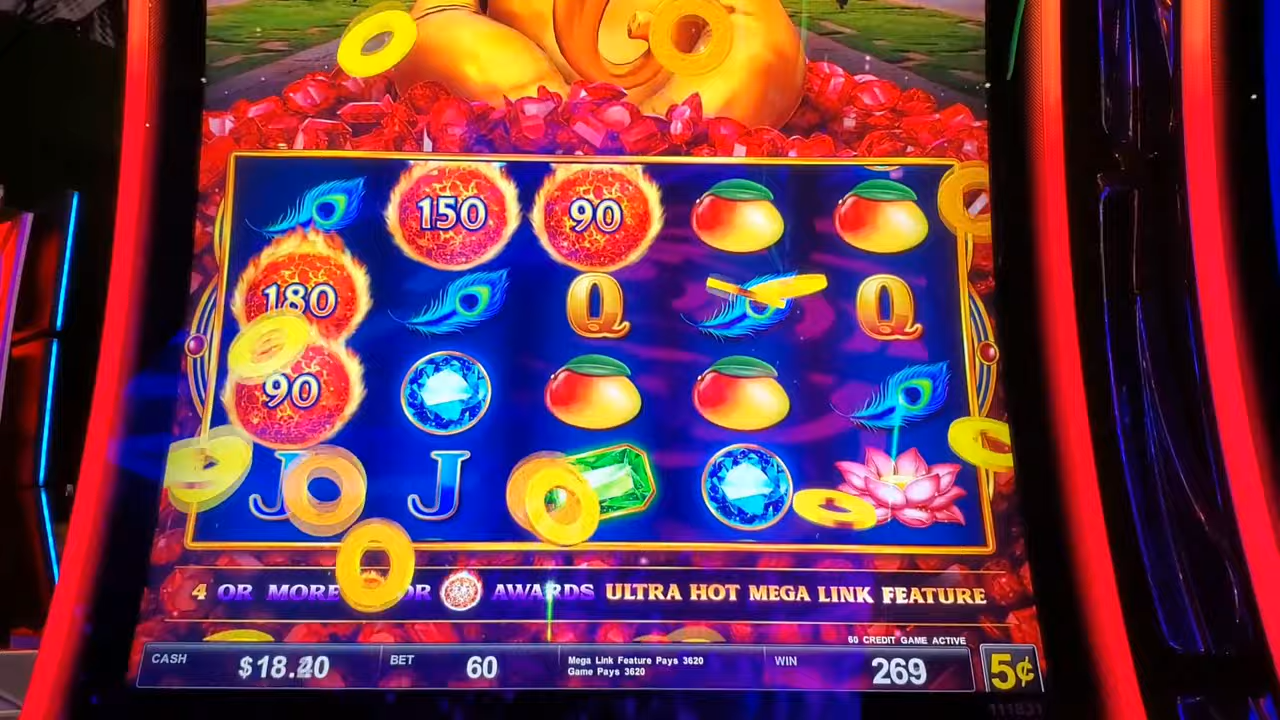 150 90
180
Q Q
90
J J
4 OR MORE OR AWARDS ULTRA HOT MEGA LINK FEATURE
60 CREDIT GAME ACTIVE
CASH BET 60 Mega Link Feature Pays 3620 WIN 269 5¢
Game Pays 3620